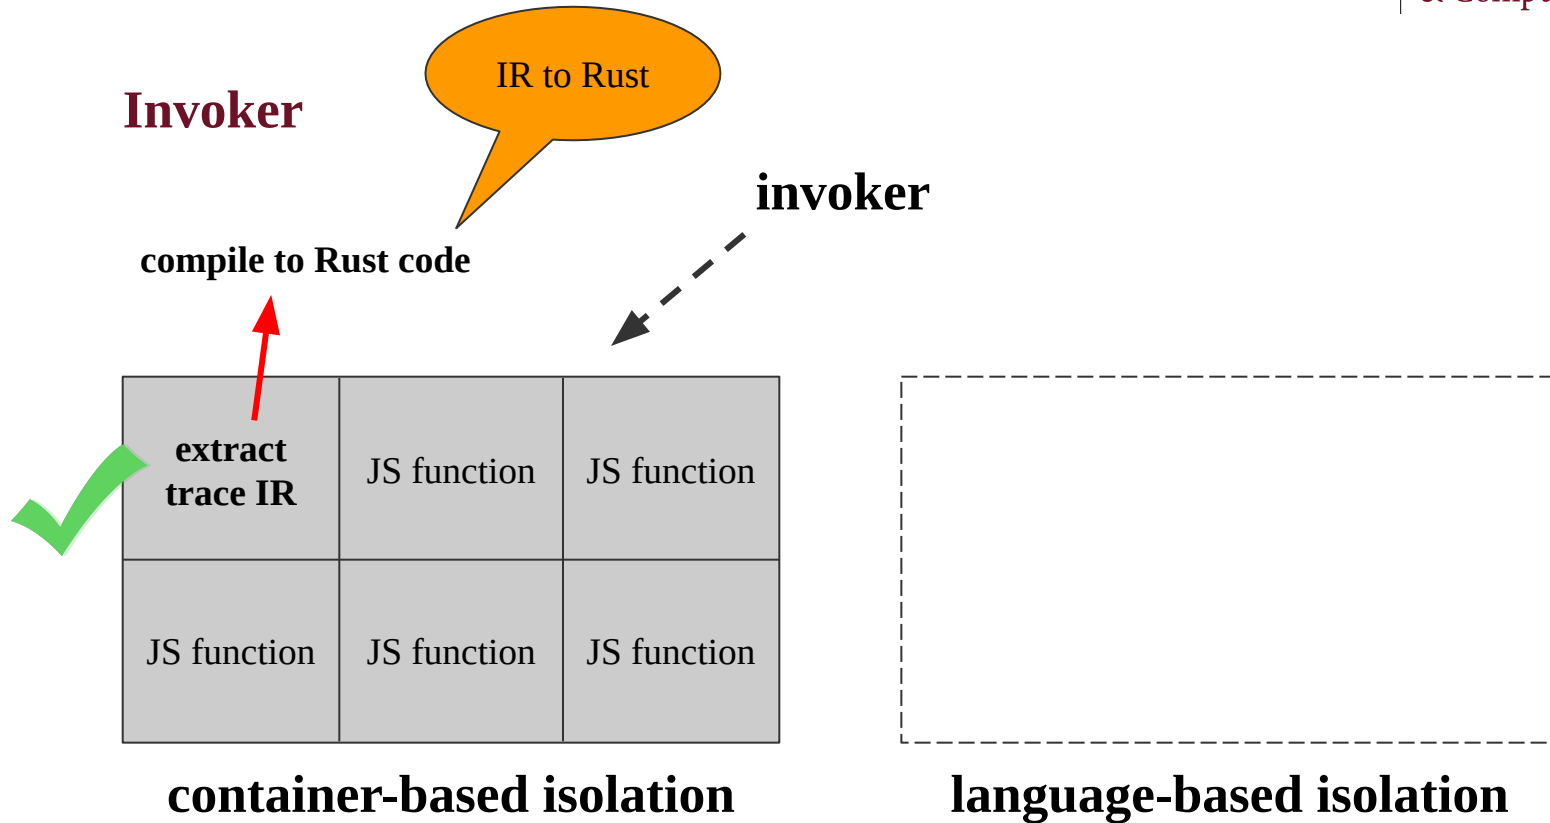 IR to Rust
Invoker
invoker
compile to Rust code
extract
trace IR
JS function
JS function
JS function
JS function
JS function
container-based isolation
language-based isolation